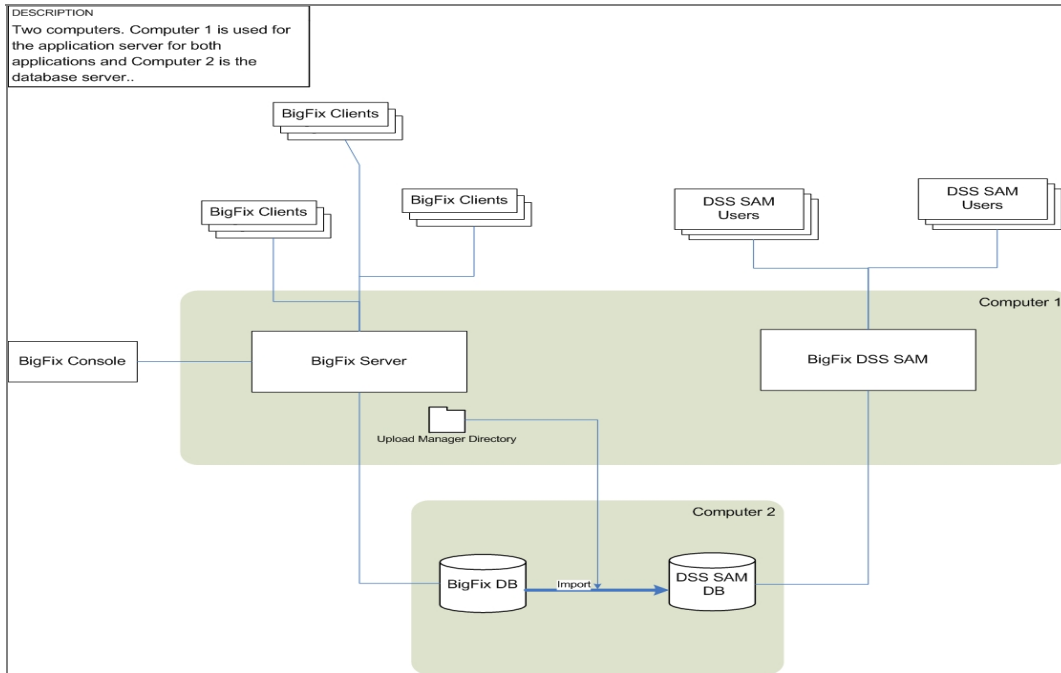 DESCRIPTION
Two computers. Computer 1 is used for
the application server for both
applications and Computer 2 is the
database server..
BigFix Clients
BigFix Clients
BigFix Clients
DSS SAM
Users
DSS SAM
Users
Computer 1
BigFix Console
BigFix Server
BigFix DSS SAM
Upload Manager Directory
Computer 2
BigFix DB
Import
DSS SAM
DB